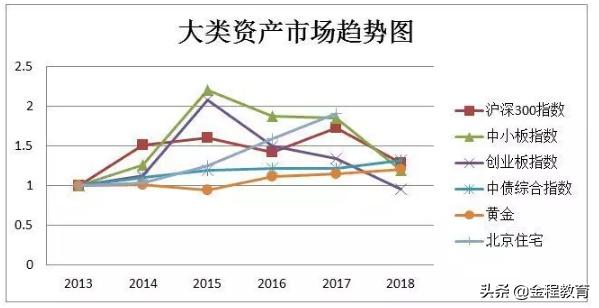 大类资产市场趋势图
2.5
2
1.5
1
0.5
0
2013 2014 2015 2016 2017 2018
沪深300指数
中小板指数
创业板指数
中债综合指数
黄金
北京住宅
头条@金程教育